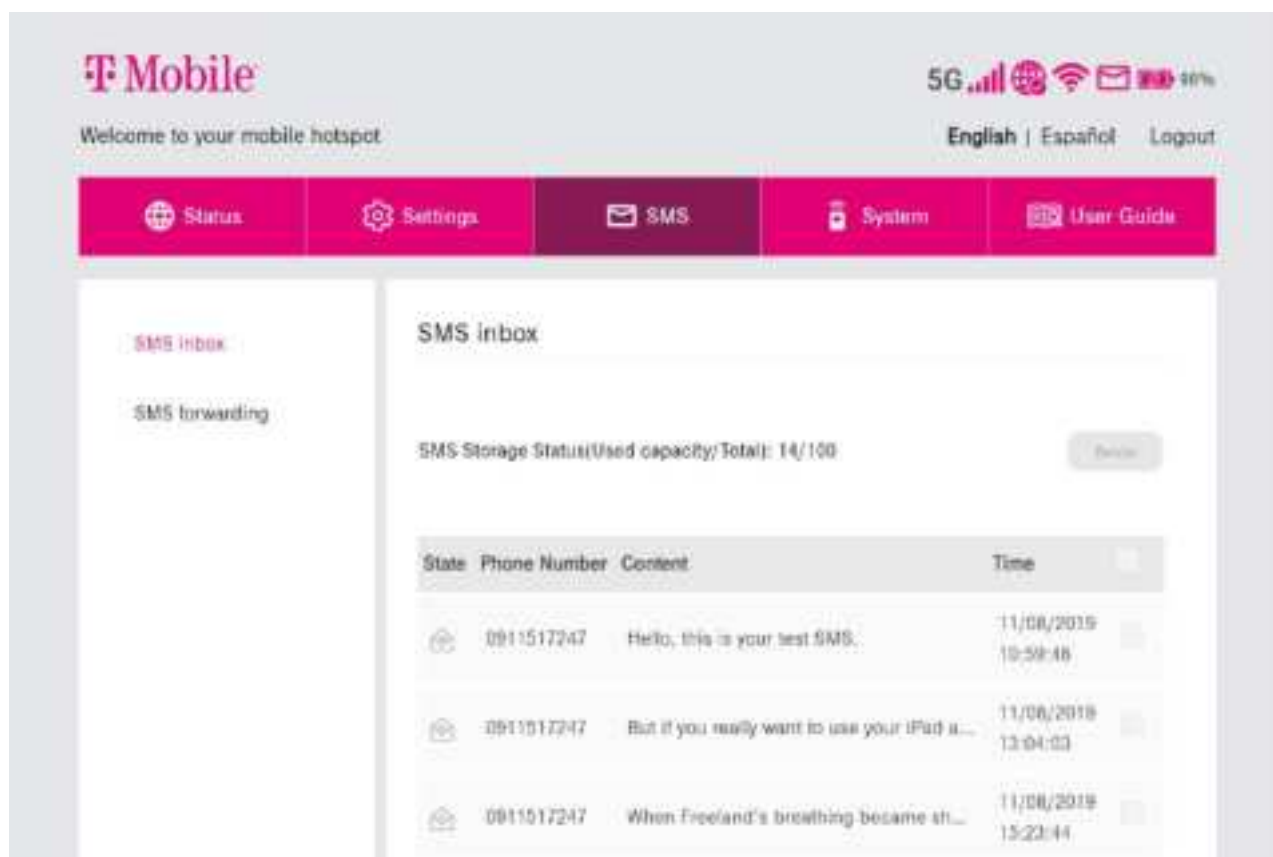 T Mobile
5G
Welcome to your mobile hotspot
English | Español Logout
Status Settings SMS System User Guide
SMS inbox
SMS forwarding
SMS inbox
SMS Storage Status(Used capacity/Total): 14/100
State Phone Number Content Time
0911517247 Hello, this is your test SMS. 11/08/2019
10:59:48
0911517247 But if you really want to use your iPad a... 11/08/2019
13:04:03
0911517247 When Freeland's breathing became sh... 11/08/2019
15:23:44